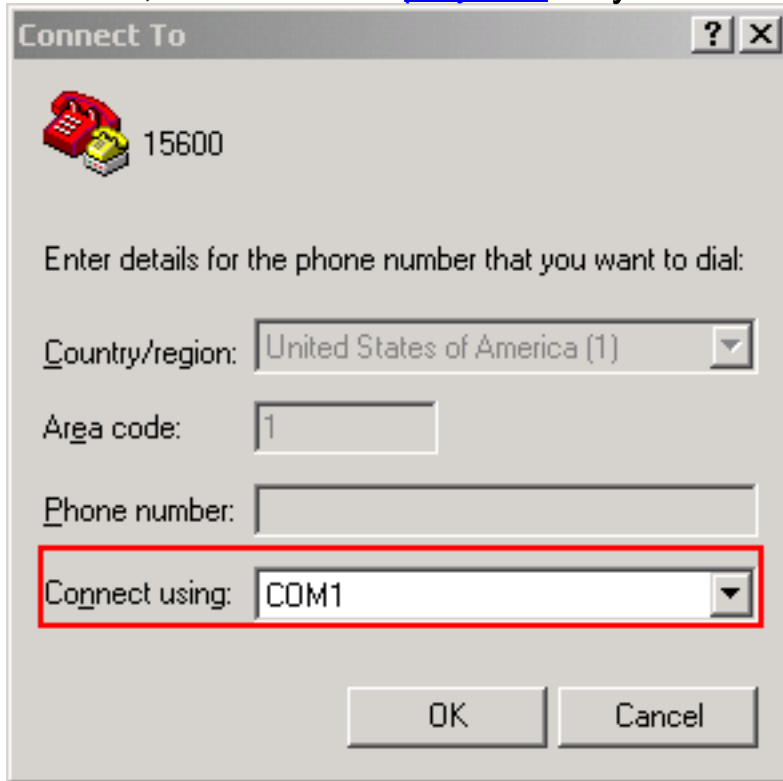 Connect To
15600
Enter details for the phone number that you want to dial:
Country/region: United States of America (1)
Area code: 1
Phone number:
Connect using: COM1
OK Cancel